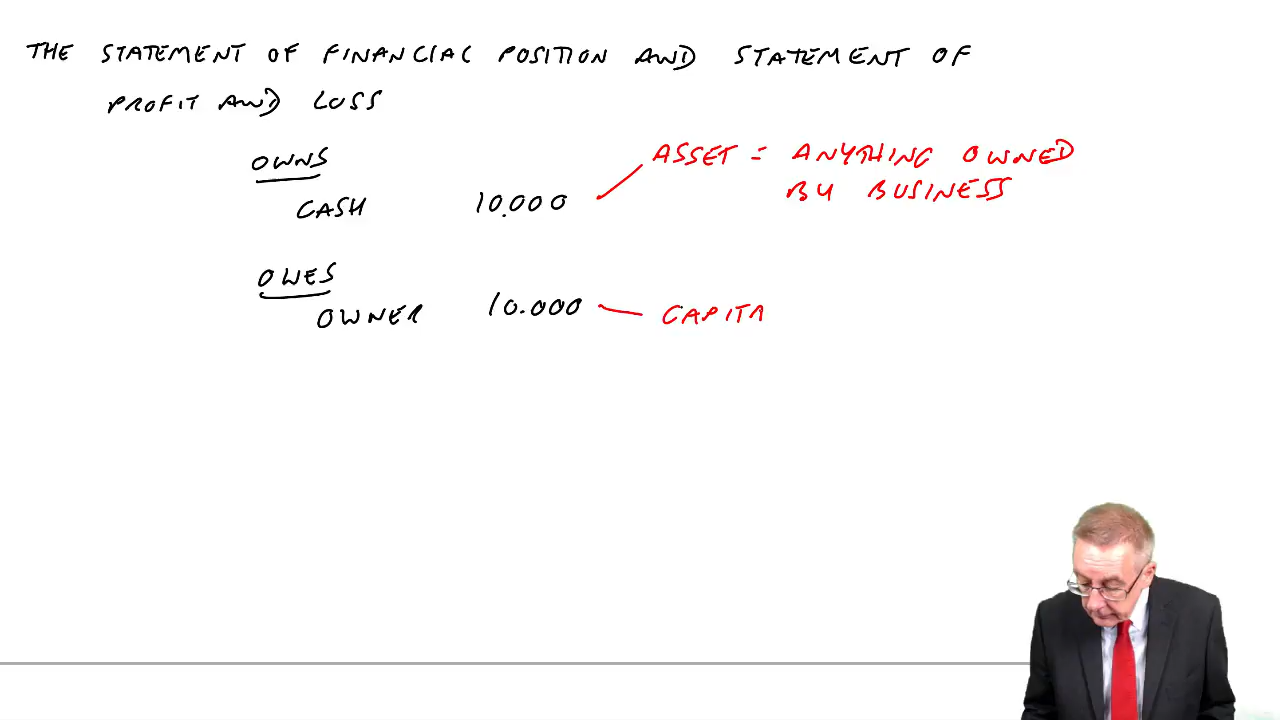 THE STATEMENT OF FINANCIAL POSITION AND STATEMENT OF
PROFIT AND LOSS
OWNS
ASSET = ANYTHING OWNED
BY BUSINESS
CASH 10.000
OWES
OWNER 10.000
CAPITA